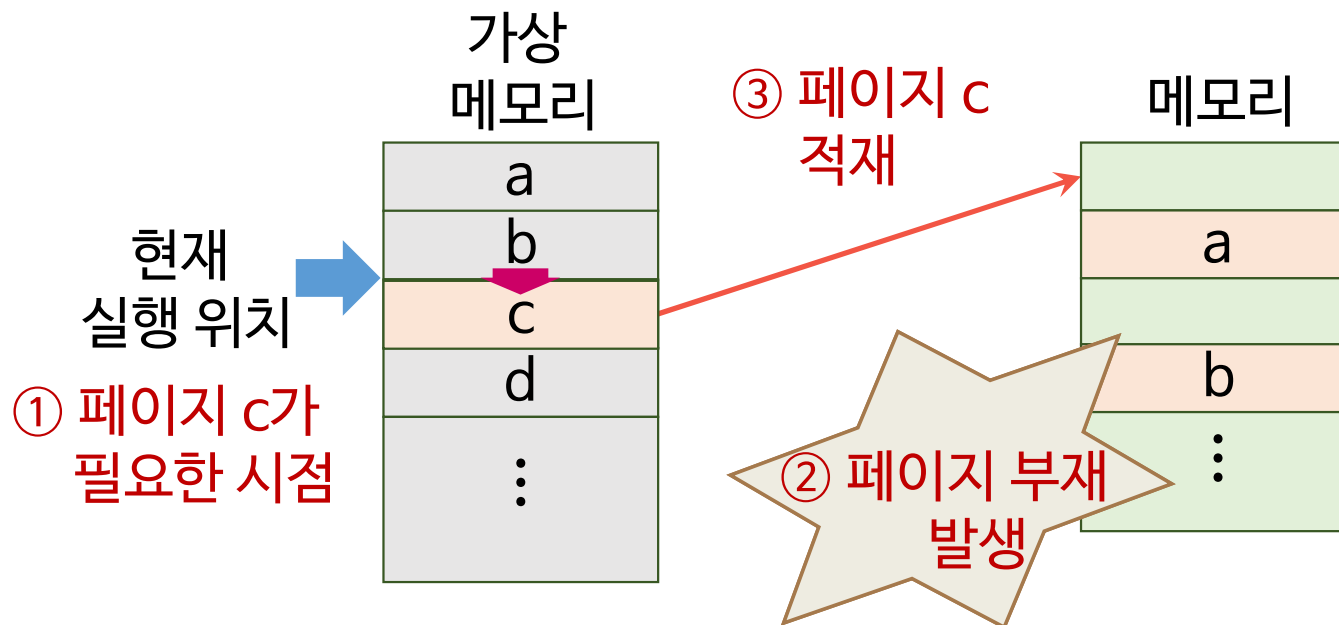 가상
메모리
a
b
c
d
⋮
현재
실행 위치
① 페이지 c가
필요한 시점
③ 페이지 c
적재
② 페이지 부재
발생
메모리
a
b
⋮